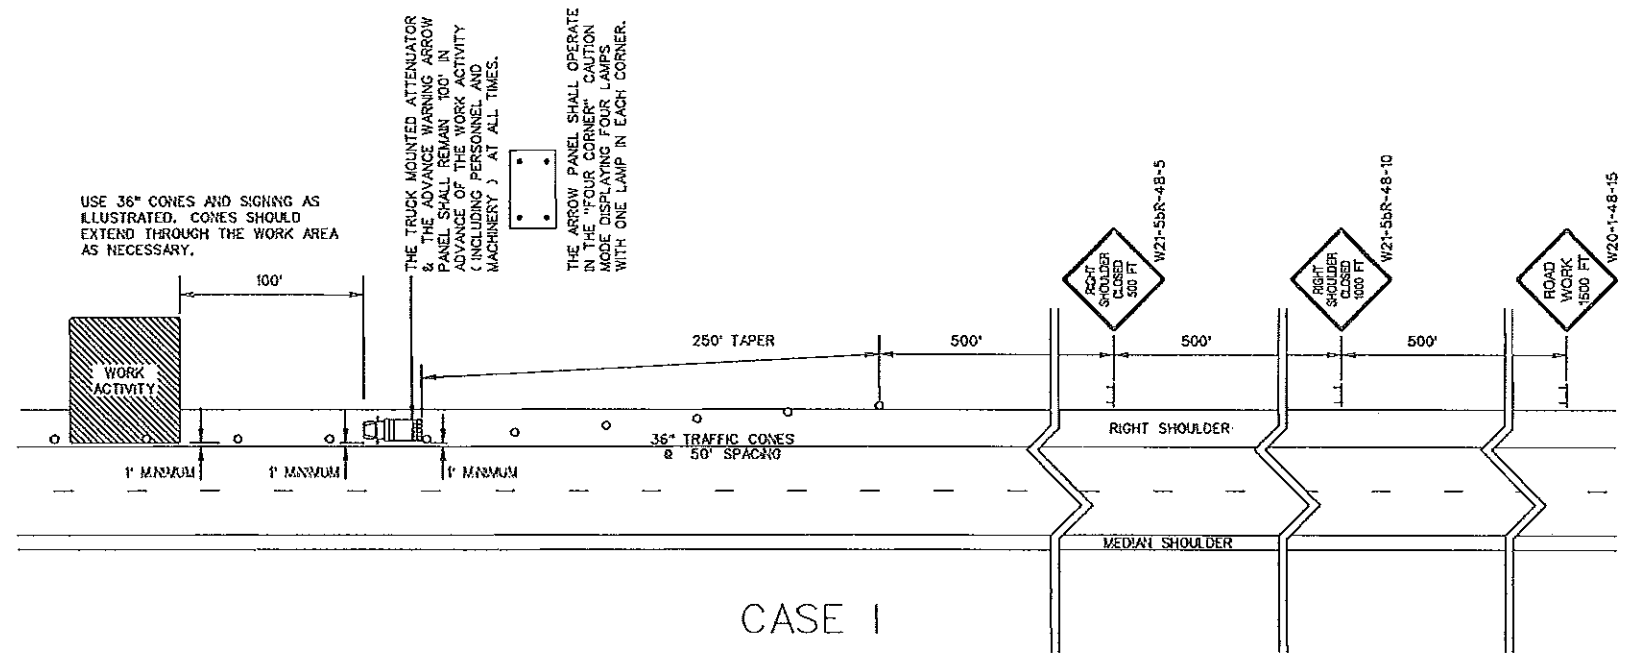 USE 36" CONES AND SIGNING AS
ILLUSTRATED. CONES SHOULD
EXTEND THROUGH THE WORK AREA
AS NECESSARY.
100'
THE TRUCK MOUNTED ATTENUATOR
& THE ADVANCE WARNING ARROW
PANEL SHALL REMAIN 100' IN
ADVANCE OF THE WORK ACTIVITY
( INCLUDING PERSONNEL AND
MACHINERY ) AT ALL TIMES.
THE ARROW PANEL SHALL OPERATE
IN THE "FOUR CORNER" CAUTION
MODE DISPLAYING FOUR LAMPS
WITH ONE LAMP IN EACH CORNER.
WORK
ACTIVITY
250' TAPER
500'
500'
500'
RIGHT
SHOULDER
CLOSED
500 FT
W21-5bR-48-5
RIGHT
SHOULDER
CLOSED
1000 FT
W21-5bR-48-10
ROAD
WORK
1500 FT
W20-1-48-15
1' MINIMUM
1' MINIMUM
1' MINIMUM
36" TRAFFIC CONES
@ 50' SPACING
RIGHT SHOULDER
MEDIAN SHOULDER
CASE I